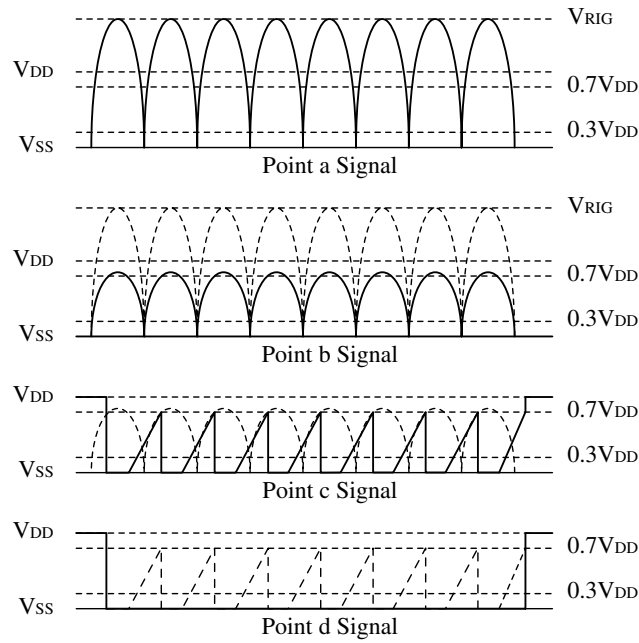 VRIG
VDD
0.7VDD
0.3VDD
VSS
Point a Signal
VRIG
VDD
0.7VDD
0.3VDD
VSS
Point b Signal
VDD
0.7VDD
0.3VDD
VSS
Point c Signal
VDD
0.7VDD
0.3VDD
VSS
Point d Signal